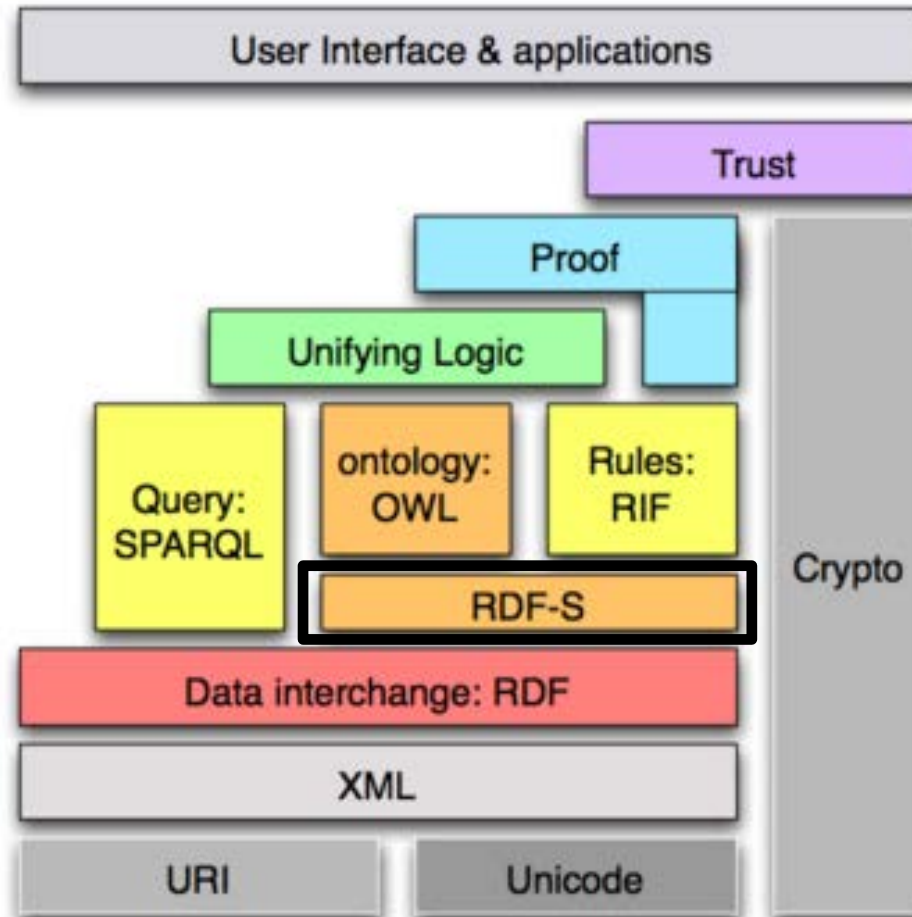 User Interface & applications
Trust
Proof
Unifying Logic
Query:
SPARQL
ontology:
OWL
Rules:
RIF
Crypto
RDF-S
Data interchange: RDF
XML
URI
Unicode